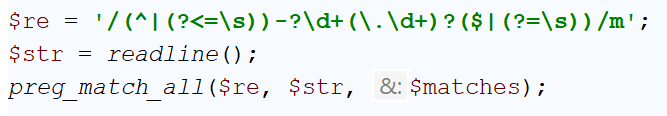 $re = '/(^|(?<=\s))-?\d+(\.\d+)?($|(?=\s))/m';
$str = readline();
preg_match_all($re, $str, &: $matches);